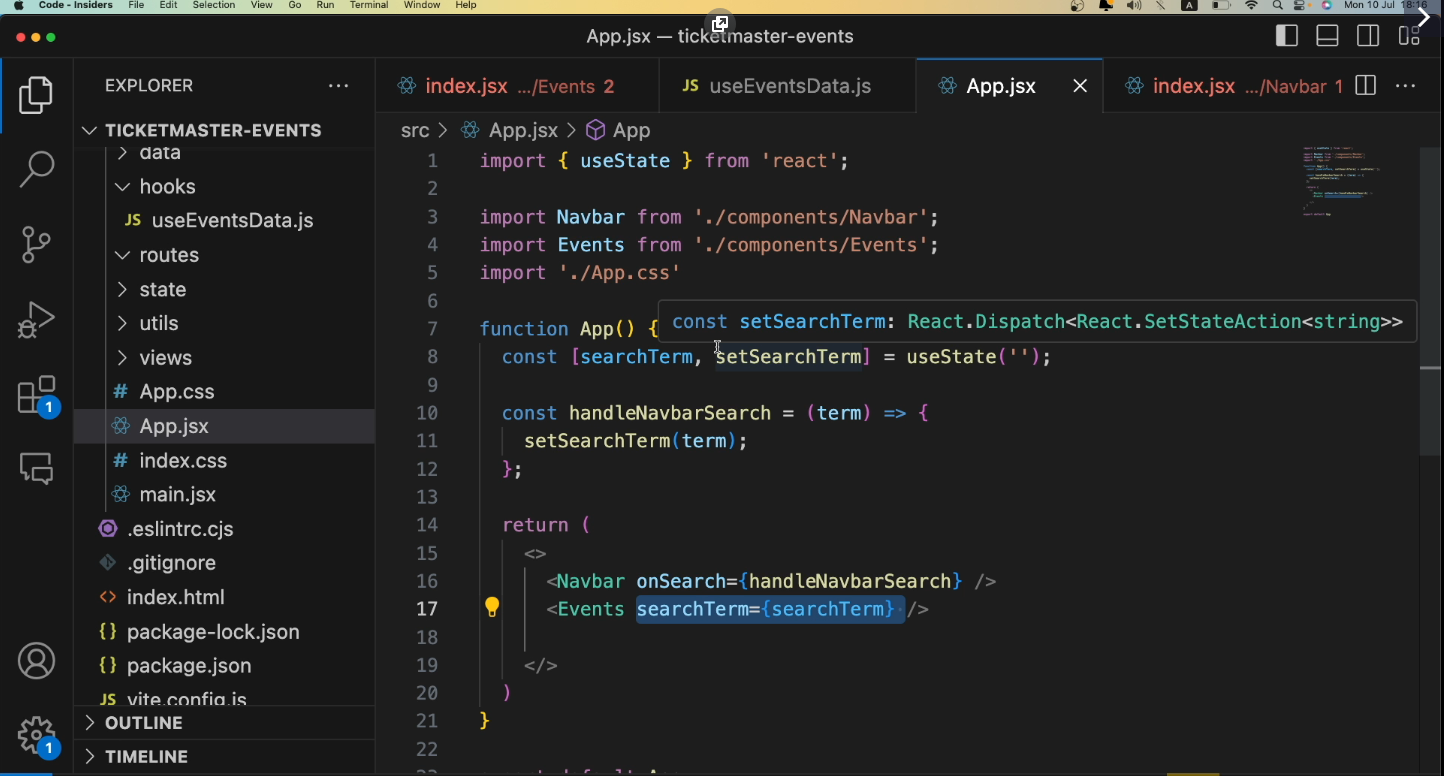 Code - Insiders File Edit Selection View Go Run Terminal Window Help A Mon 10 Jul 18:16
App.jsx — ticketmaster-events
EXPLORER ...
index.jsx .../Events 2 JS useEventsData.js App.jsx × index.jsx .../Navbar 1 ...
TICKETMASTER-EVENTS
data
hooks
JS useEventsData.js
routes
state
utils
views
# App.css
App.jsx
# index.css
main.jsx
.eslintrc.cjs
.gitignore
<> index.html
{} package-lock.json
{} package.json
JS vite.config.js
OUTLINE
TIMELINE
1
1
src > App.jsx > App
1 import { useState } from 'react';
2
3 import Navbar from './components/Navbar';
4 import Events from './components/Events';
5 import './App.css'
6
7 function App() {
const setSearchTerm: React.Dispatch<React.SetStateAction<string>>
8 const [searchTerm, setSearchTerm] = useState('');
9
10 const handleNavbarSearch = (term) => {
11 setSearchTerm(term);
12 };
13
14 return (
15 <>
16 <Navbar onSearch={handleNavbarSearch} />
17 <Events searchTerm={searchTerm} />
18
19 </>
20 )
21 }
22